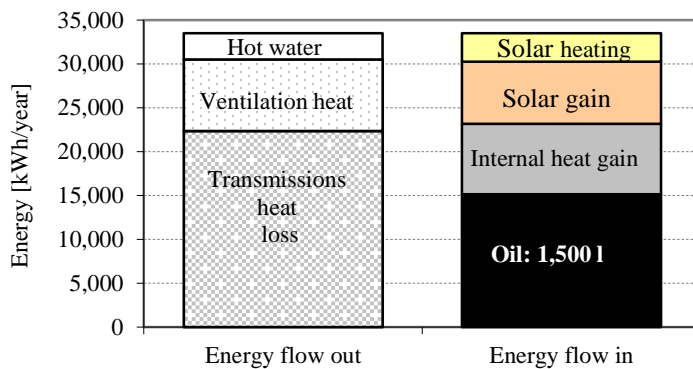 35,000
30,000
25,000
20,000
15,000
10,000
5,000
0
Energy [kWh/year]
Hot water
Ventilation heat
Transmissions
heat
loss
Solar heating
Solar gain
Internal heat gain
Oil: 1,500 l
Energy flow out
Energy flow in